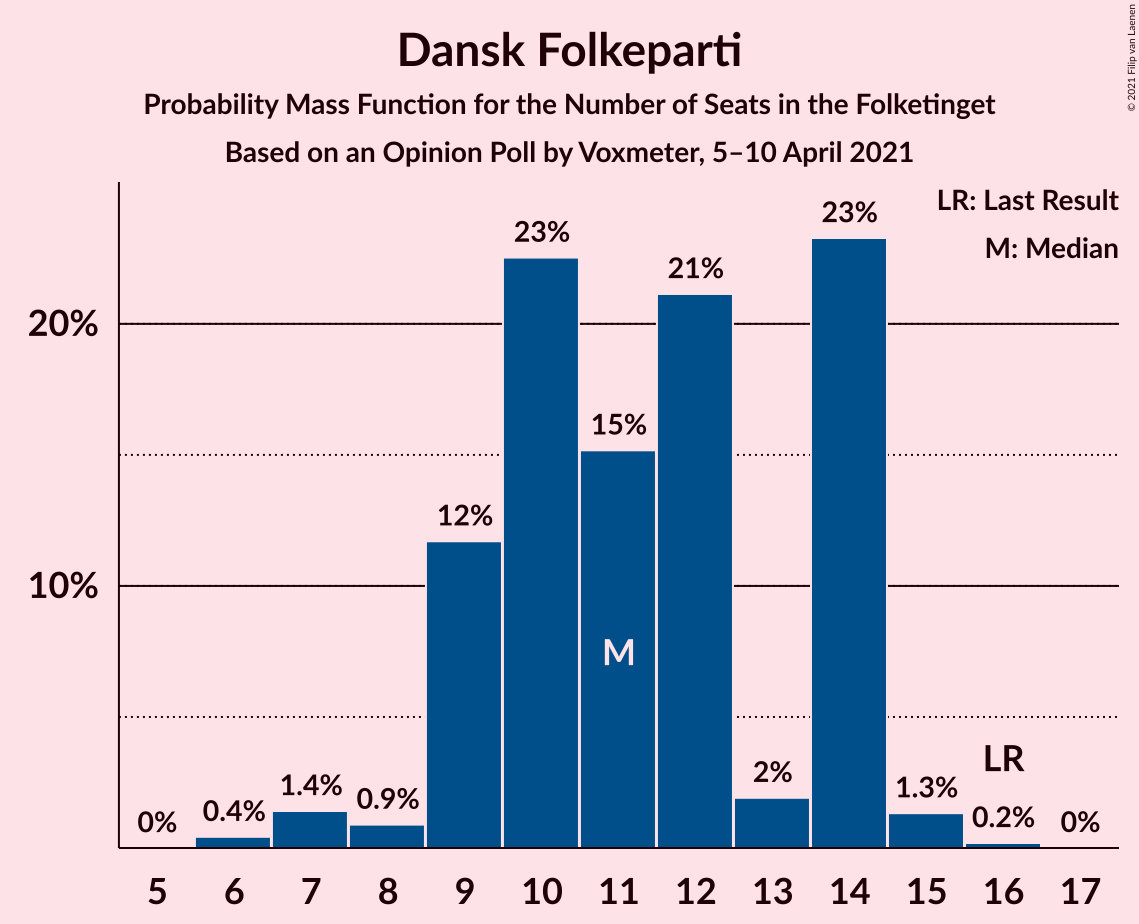 Dansk Folkeparti
Probability Mass Function for the Number of Seats in the Folketinget
Based on an Opinion Poll by Voxmeter, 5–10 April 2021
© 2021 Filip van Laenen
LR: Last Result
M: Median
20%
10%
0%
0.4%
1.4%
0.9%
12%
23%
15%
21%
2%
23%
1.3%
0.2%
0%
M
LR
5 6 7 8 9 10 11 12 13 14 15 16 17